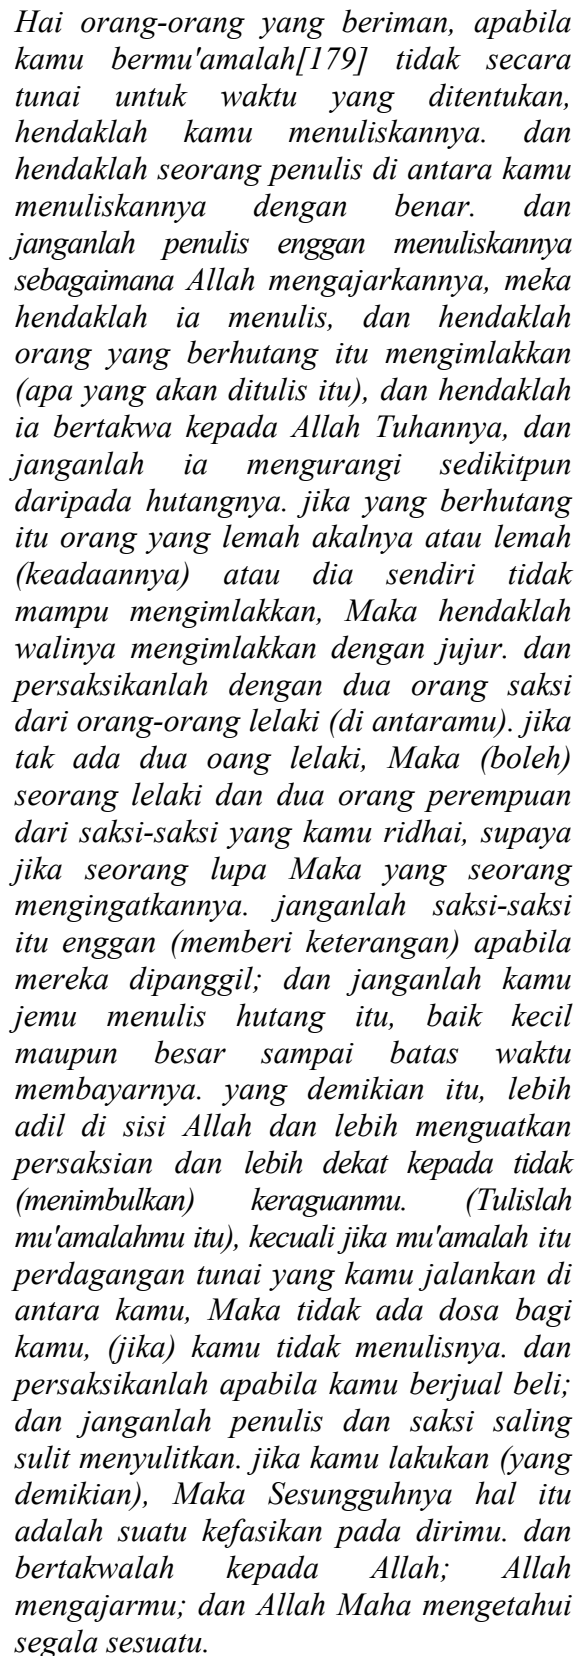 Hai orang-orang yang beriman, apabila
kamu bermu'amalah[179] tidak secara
tunai untuk waktu yang ditentukan,
hendaklah kamu menuliskannya. dan
hendaklah seorang penulis di antara kamu
menuliskannya dengan benar. dan
janganlah penulis enggan menuliskannya
sebagaimana Allah mengajarkannya, meka
hendaklah ia menulis, dan hendaklah
orang yang berhutang itu mengimlakkan
(apa yang akan ditulis itu), dan hendaklah
ia bertakwa kepada Allah Tuhannya, dan
janganlah ia mengurangi sedikitpun
daripada hutangnya. jika yang berhutang
itu orang yang lemah akalnya atau lemah
(keadaannya) atau dia sendiri tidak
mampu mengimlakkan, Maka hendaklah
walinya mengimlakkan dengan jujur. dan
persaksikanlah dengan dua orang saksi
dari orang-orang lelaki (di antaramu). jika
tak ada dua oang lelaki, Maka (boleh)
seorang lelaki dan dua orang perempuan
dari saksi-saksi yang kamu ridhai, supaya
jika seorang lupa Maka yang seorang
mengingatkannya. janganlah saksi-saksi
itu enggan (memberi keterangan) apabila
mereka dipanggil; dan janganlah kamu
jemu menulis hutang itu, baik kecil
maupun besar sampai batas waktu
membayarnya. yang demikian itu, lebih
adil di sisi Allah dan lebih menguatkan
persaksian dan lebih dekat kepada tidak
(menimbulkan) keraguanmu. (Tulislah
mu'amalahmu itu), kecuali jika mu'amalah itu
perdagangan tunai yang kamu jalankan di
antara kamu, Maka tidak ada dosa bagi
kamu, (jika) kamu tidak menulisnya. dan
persaksikanlah apabila kamu berjual beli;
dan janganlah penulis dan saksi saling
sulit menyulitkan. jika kamu lakukan (yang
demikian), Maka Sesungguhnya hal itu
adalah suatu kefasikan pada dirimu. dan
bertakwalah kepada Allah; Allah
mengajarmu; dan Allah Maha mengetahui
segala sesuatu.